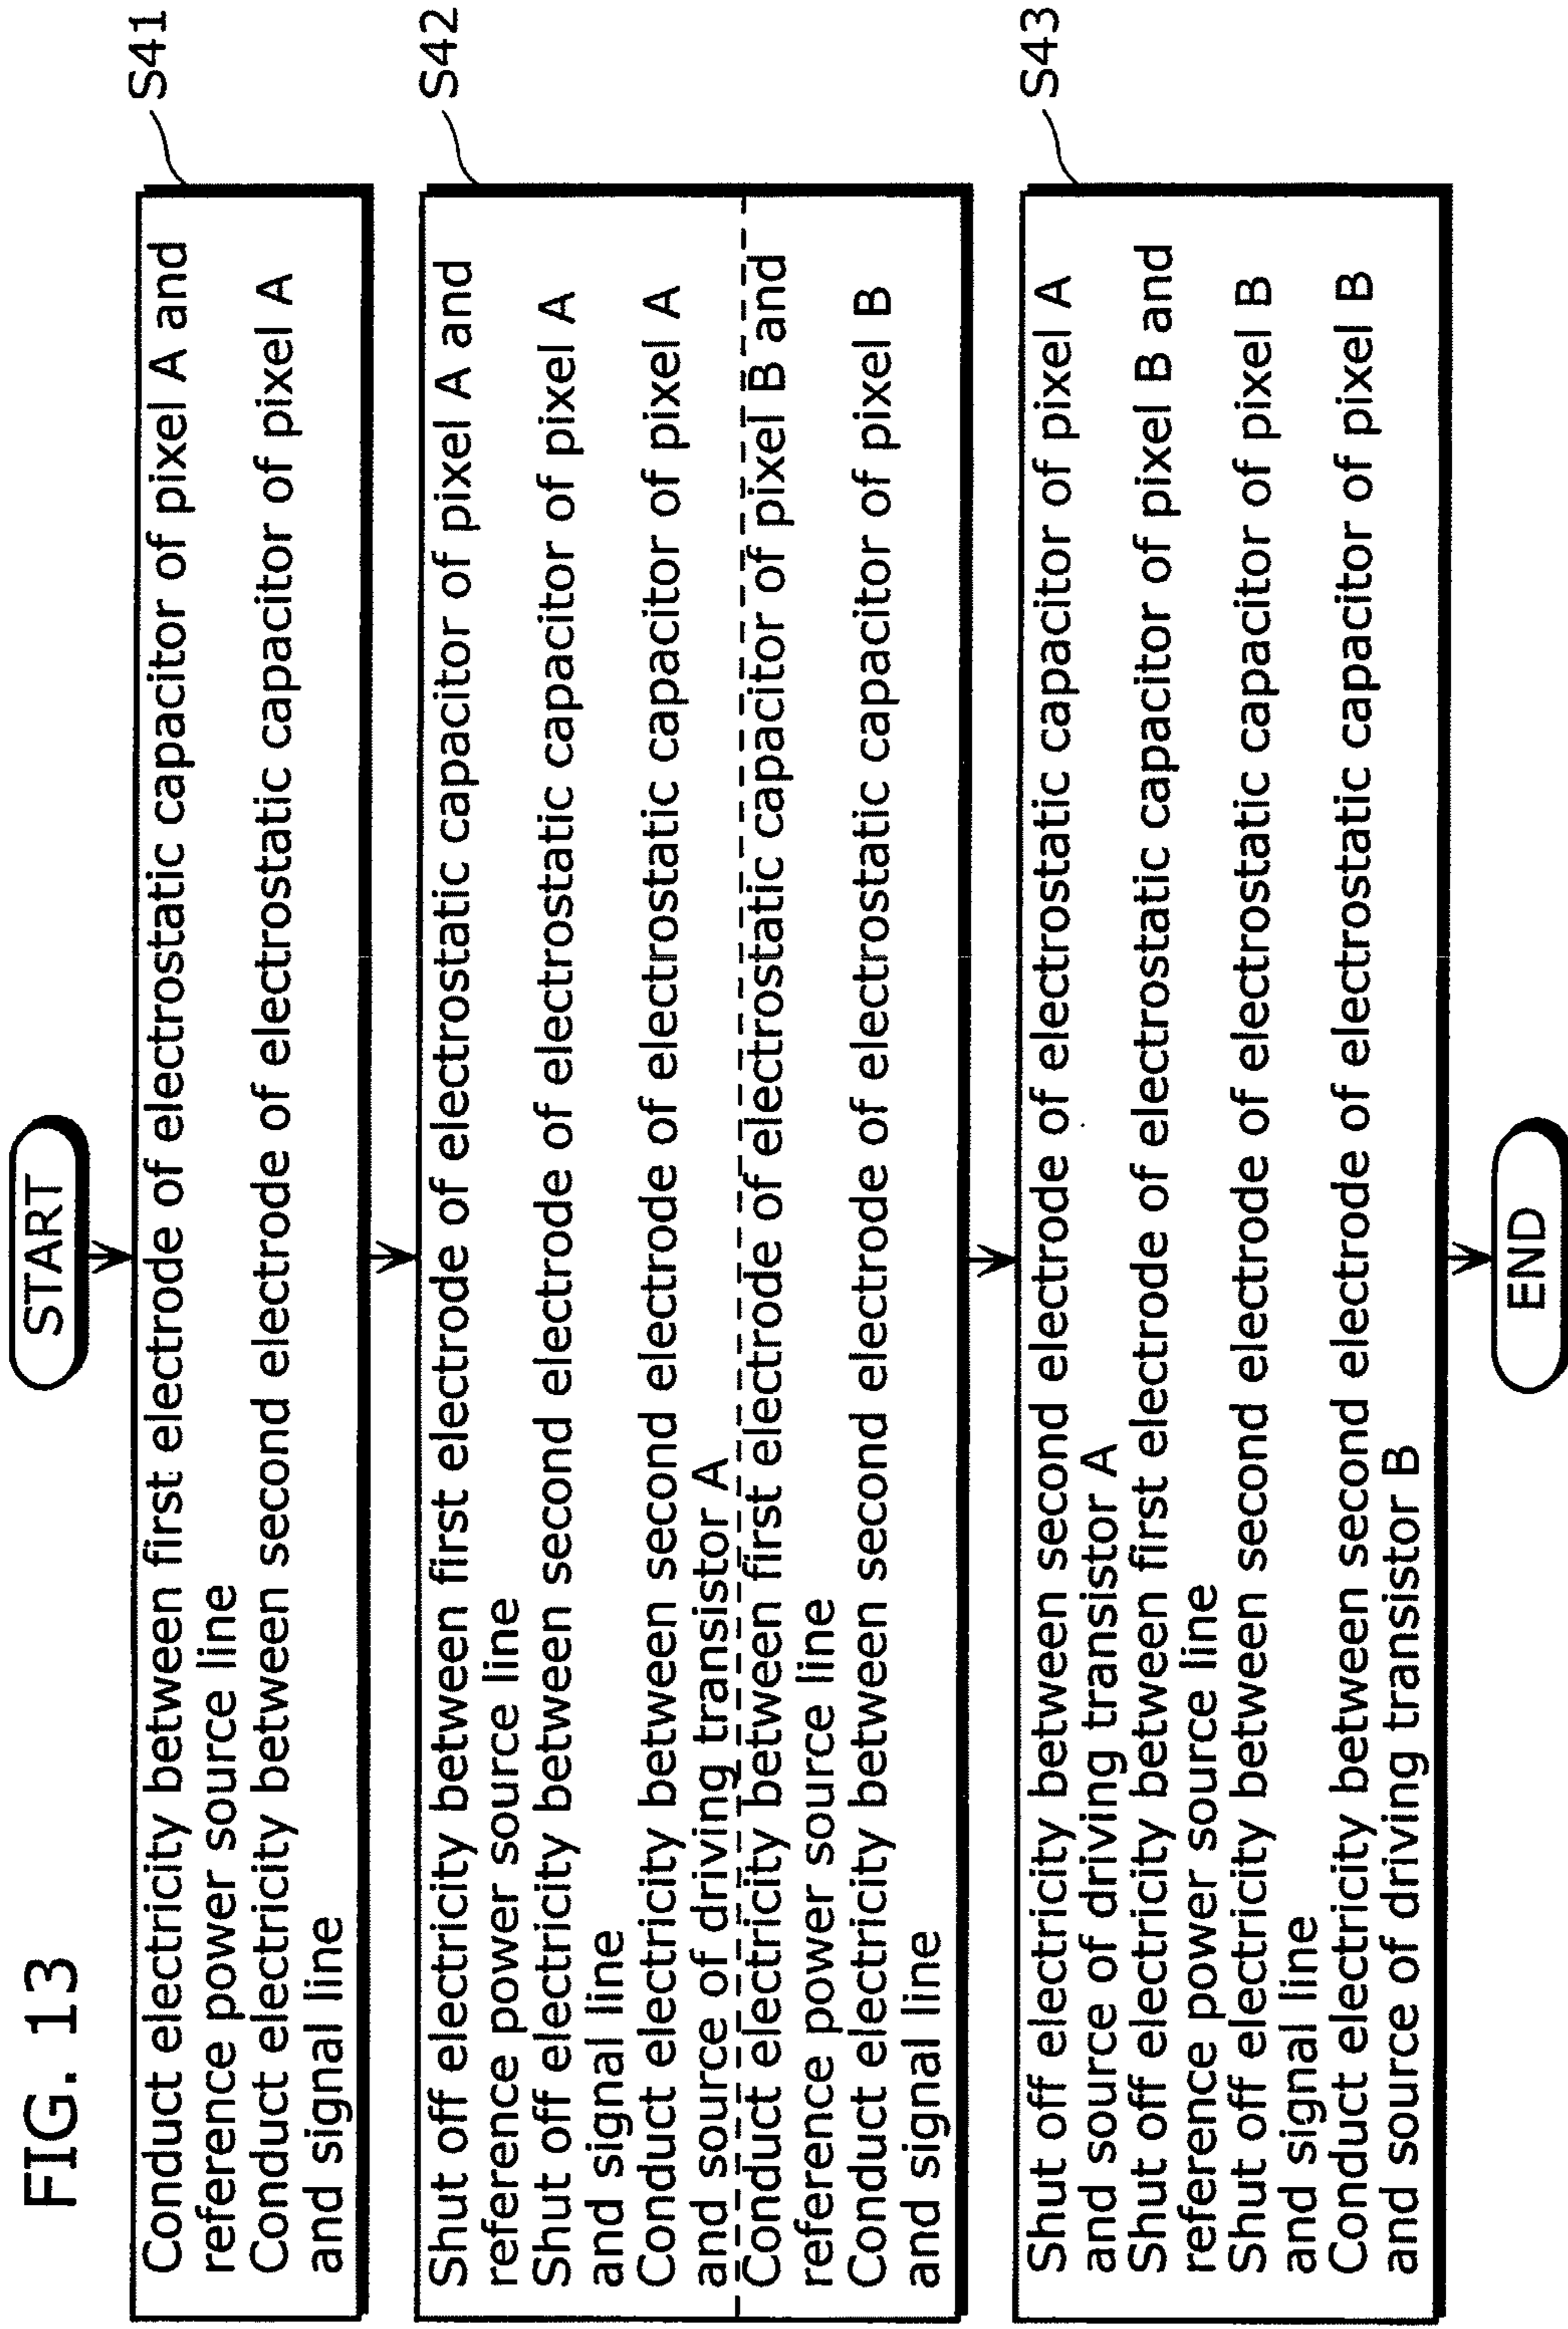 FIG. 13
START
S41
Conduct electricity between first electrode of electrostatic capacitor of pixel A and
reference power source line
Conduct electricity between second electrode of electrostatic capacitor of pixel A
and signal line
S42
Shut off electricity between first electrode of electrostatic capacitor of pixel A and
reference power source line
Shut off electricity between second electrode of electrostatic capacitor of pixel A
and signal line
Conduct electricity between second electrode of electrostatic capacitor of pixel A
and source of driving transistor A
Conduct electricity between first electrode of electrostatic capacitor of pixel B and
reference power source line
Conduct electricity between second electrode of electrostatic capacitor of pixel B
and signal line
S43
Shut off electricity between second electrode of electrostatic capacitor of pixel A
and source of driving transistor A
Shut off electricity between first electrode of electrostatic capacitor of pixel B and
reference power source line
Shut off electricity between second electrode of electrostatic capacitor of pixel B
and signal line
Conduct electricity between second electrode of electrostatic capacitor of pixel B
and source of driving transistor B
END